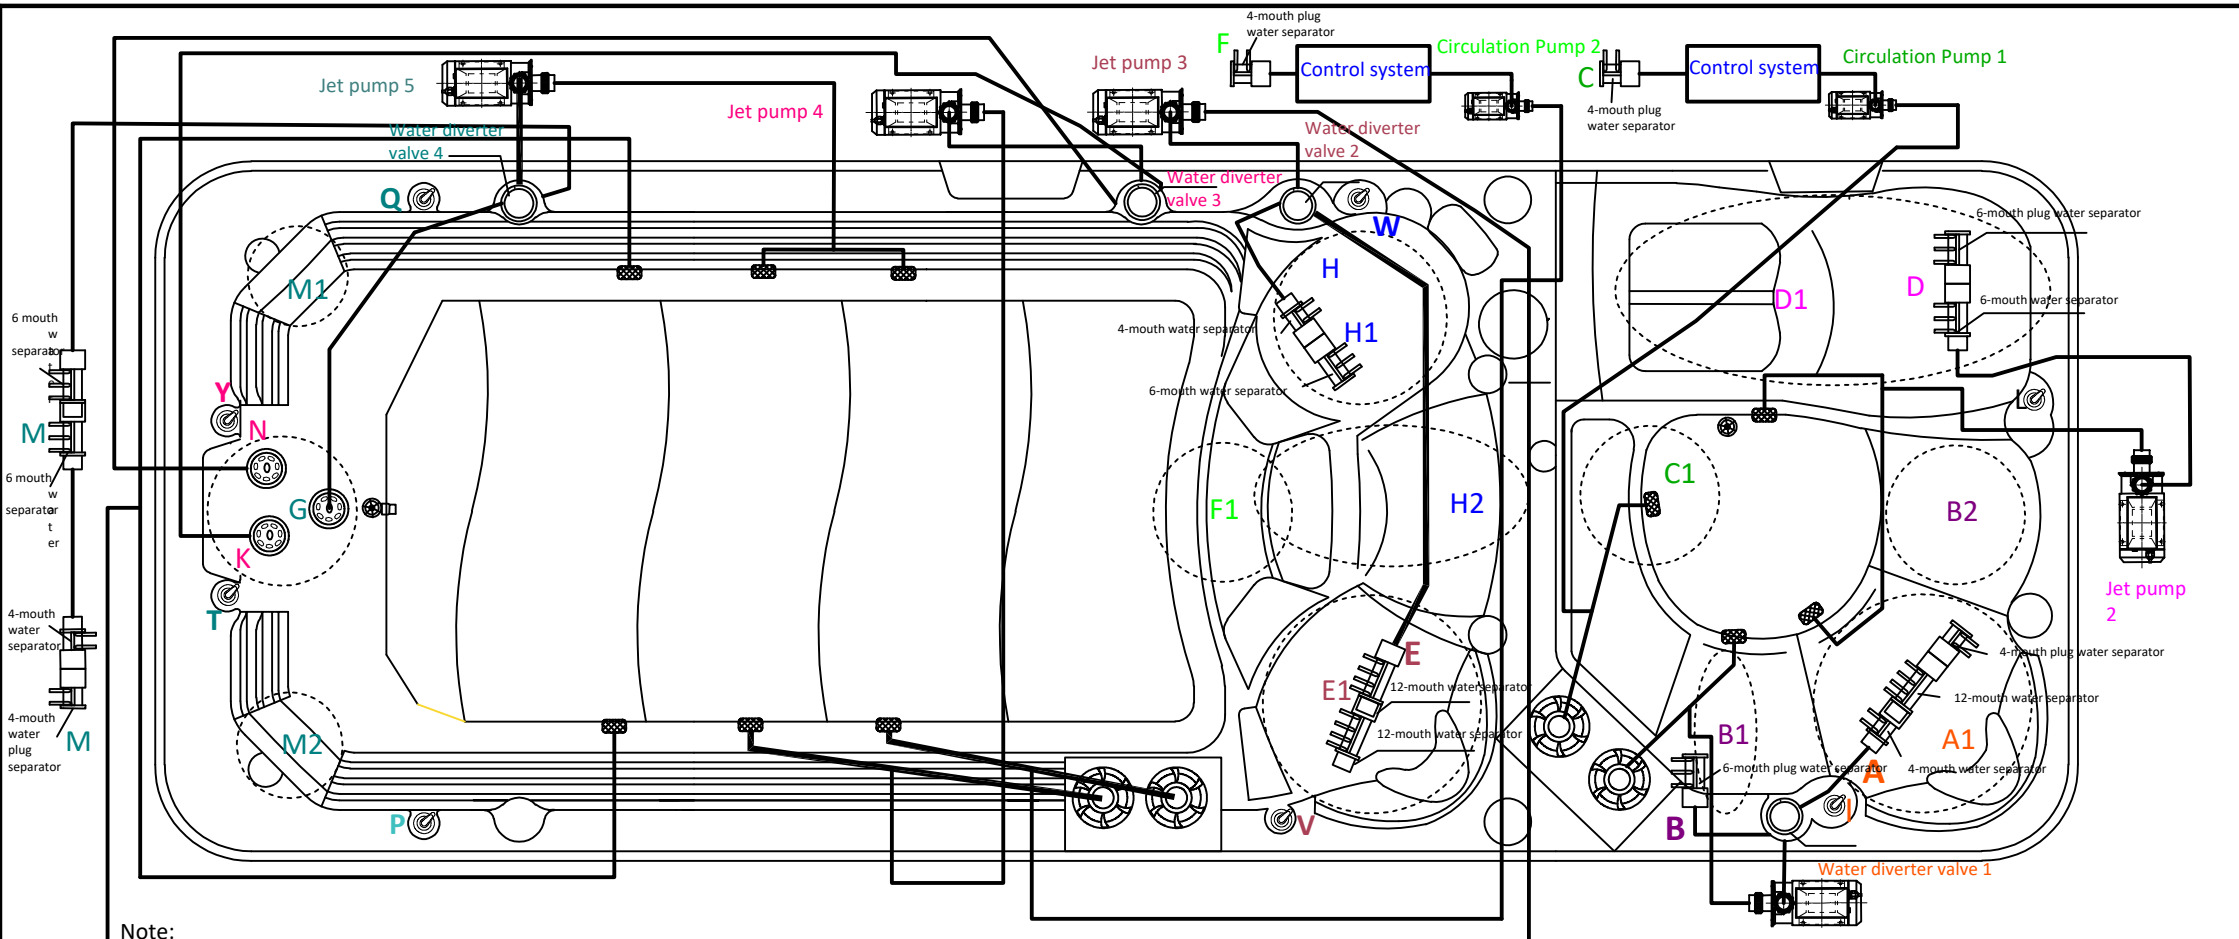 4-mouth plug
water separator
F
Control system
Circulation Pump 2
C
4-mouth plug
water separator
Control system
Circulation Pump 1
Jet pump 5
Jet pump 4
Jet pump 3
Water diverter
valve 4
Water diverter
valve 2
Water diverter
valve 3
Q
W
M1
H
H1
4-mouth water separator
6-mouth water separator
6-mouth plug water separator
D1
D
6-mouth water separator
6 mouth
water
separator
M
6 mouth
water
separator
Y
N
G
K
T
F1
H2
C1
B2
L
Jet pump
2
4-mouth
water
separator
4-mouth
water
plug
separator
M
M2
E
E1
12-mouth waterseparator
12-mouth water separator
4-mouth plug water separator
12-mouth water separator
B1
A1
6-mouth plug water separator
A
4-mouth water separator
P
V
B
I
Water diverter valve 1
Note: